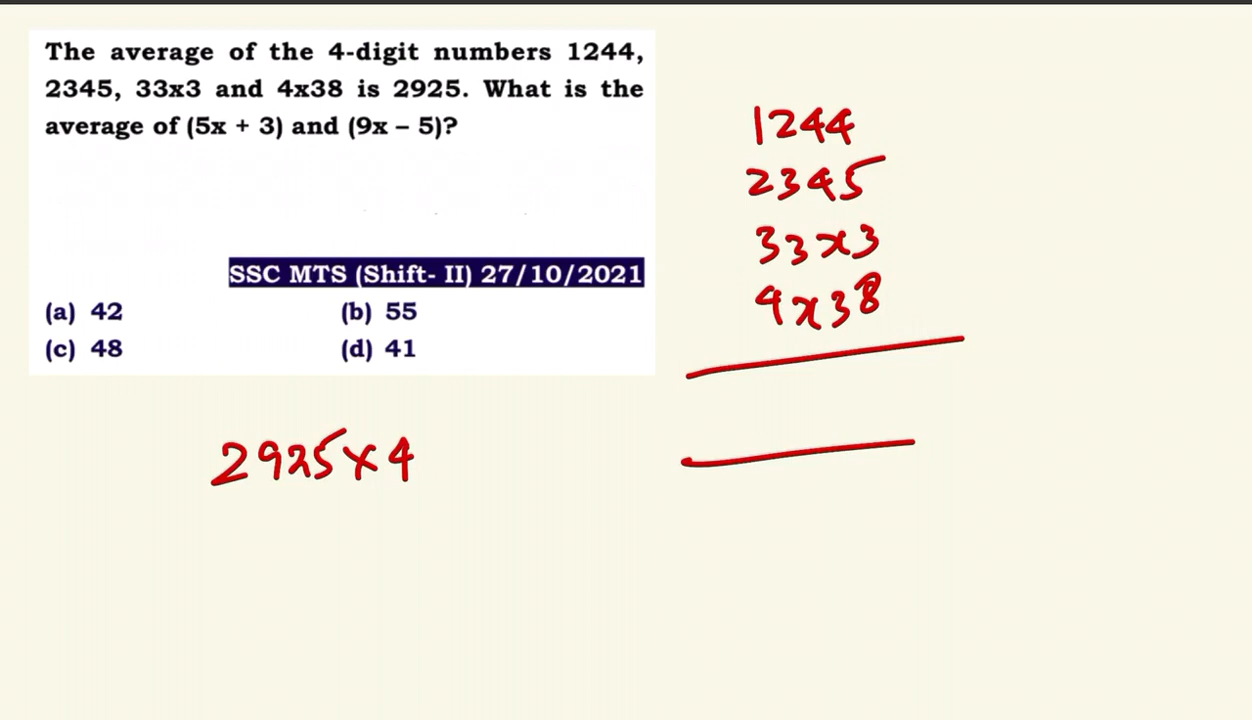 The average of the 4-digit numbers 1244,
2345, 33x3 and 4x38 is 2925. What is the
average of (5x + 3) and (9x – 5)?
SSC MTS (Shift- II) 27/10/2021
(a) 42 (b) 55
(c) 48 (d) 41
1244
2345
33x3
4x38
2925×4